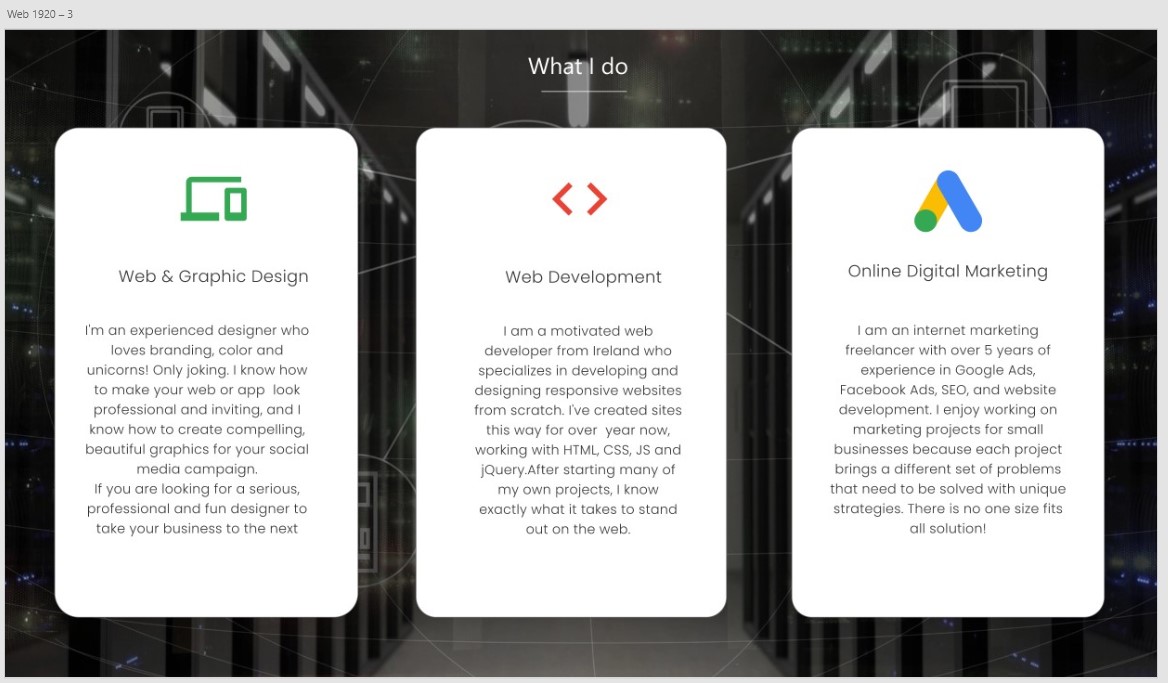 Web 1920 – 3
What I do
Web & Graphic Design
I'm an experienced designer who
loves branding, color and
unicorns! Only joking. I know how
to make your web or app  look
professional and inviting, and I
know how to create compelling,
beautiful graphics for your social
media campaign.
If you are looking for a serious,
professional and fun designer to
take your business to the next
Web Development
I am a motivated web
developer from Ireland who
specializes in developing and
designing responsive websites
from scratch. I've created sites
this way for over  year now,
working with HTML, CSS, JS and
jQuery.After starting many of
my own projects, I know
exactly what it takes to stand
out on the web.
Online Digital Marketing
I am an internet marketing
freelancer with over 5 years of
experience in Google Ads,
Facebook Ads, SEO, and website
development. I enjoy working on
marketing projects for small
businesses because each project
brings a different set of problems
that need to be solved with unique
strategies. There is no one size fits
all solution!